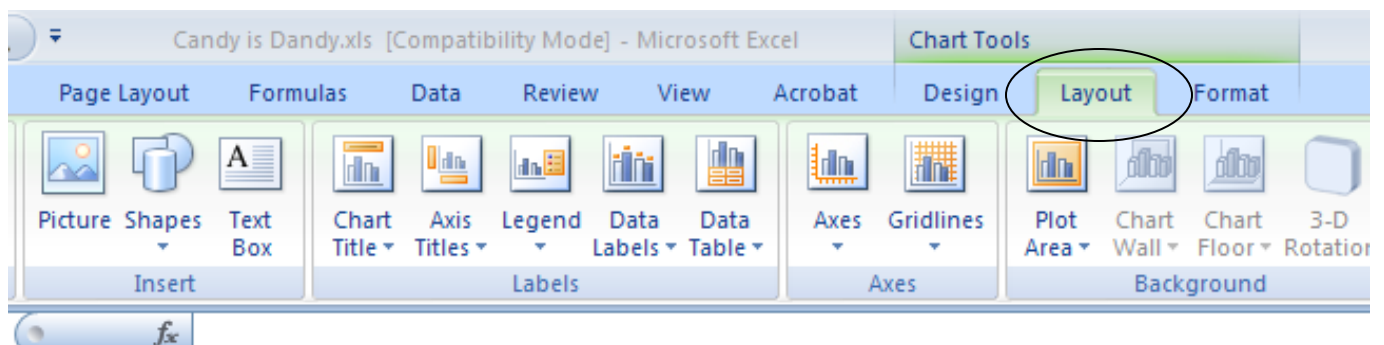 Candy is Dandy.xls [Compatibility Mode] - Microsoft Excel Chart Tools
Page Layout Formulas Data Review View Acrobat Design Layout Format
Picture Shapes Text Box Chart Title Axis Titles Legend Data Labels Data Table Axes Gridlines Plot Area Chart Wall Chart Floor 3-D Rotation
Insert Labels Axes Background
fx